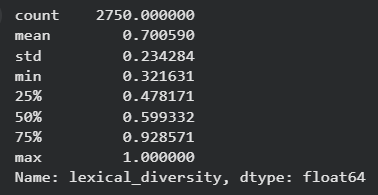 count    2750.000000
mean        0.700590
std         0.234284
min         0.321631
25%         0.478171
50%         0.599332
75%         0.928571
max         1.000000
Name: lexical_diversity, dtype: float64